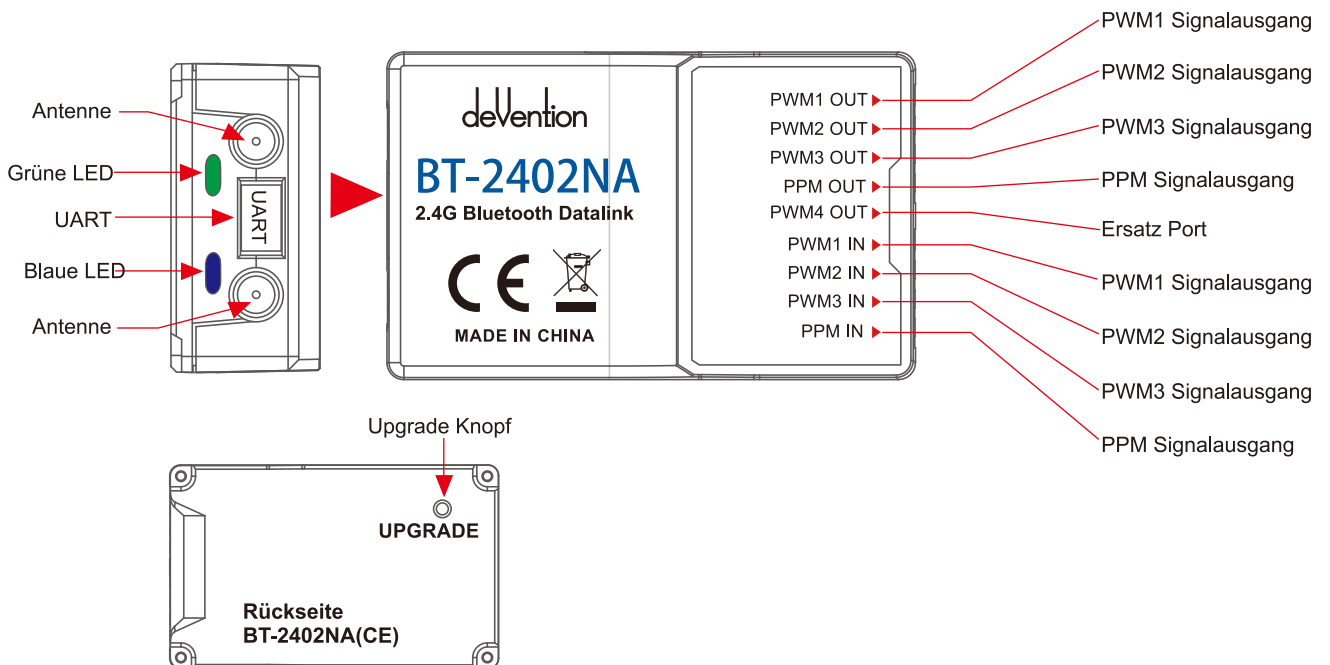 Antenne
Grüne LED
UART
Blaue LED
Antenne
UART
deVention
BT-2402NA
2.4G Bluetooth Datalink
CE
MADE IN CHINA
PWM1 OUT
PWM2 OUT
PWM3 OUT
PPM OUT
PWM4 OUT
PWM1 IN
PWM2 IN
PWM3 IN
PPM IN
PWM1 Signalausgang
PWM2 Signalausgang
PWM3 Signalausgang
PPM Signalausgang
Ersatz Port
PWM1 Signalausgang
PWM2 Signalausgang
PWM3 Signalausgang
PPM Signalausgang
Upgrade Knopf
UPGRADE
Rückseite
BT-2402NA(CE)